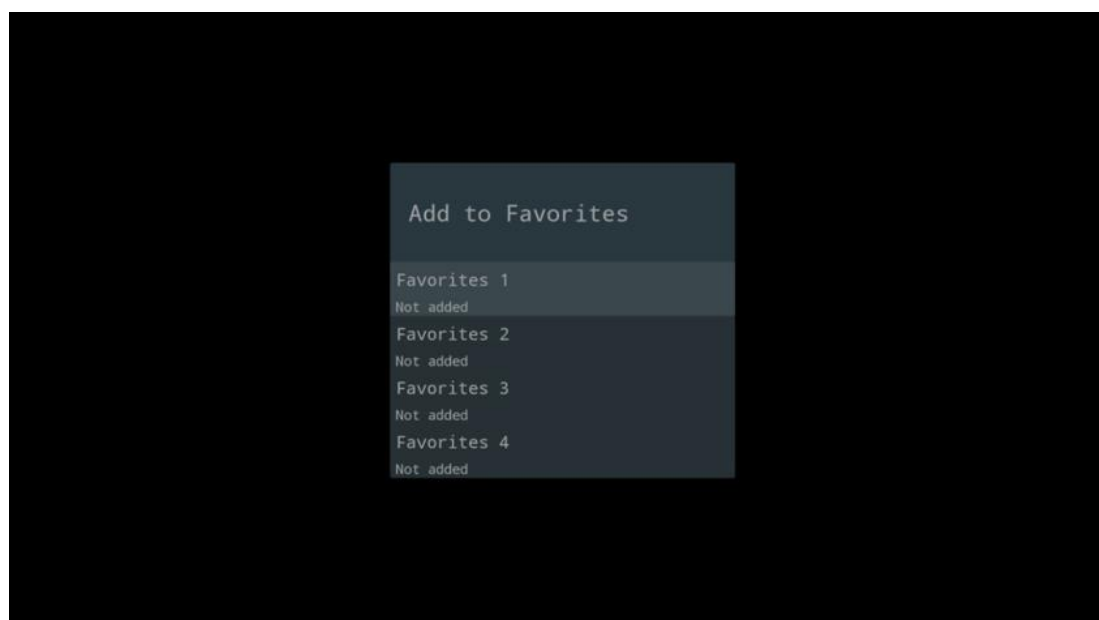 Add to Favorites
Favorites 1
Not added
Favorites 2
Not added
Favorites 3
Not added
Favorites 4
Not added